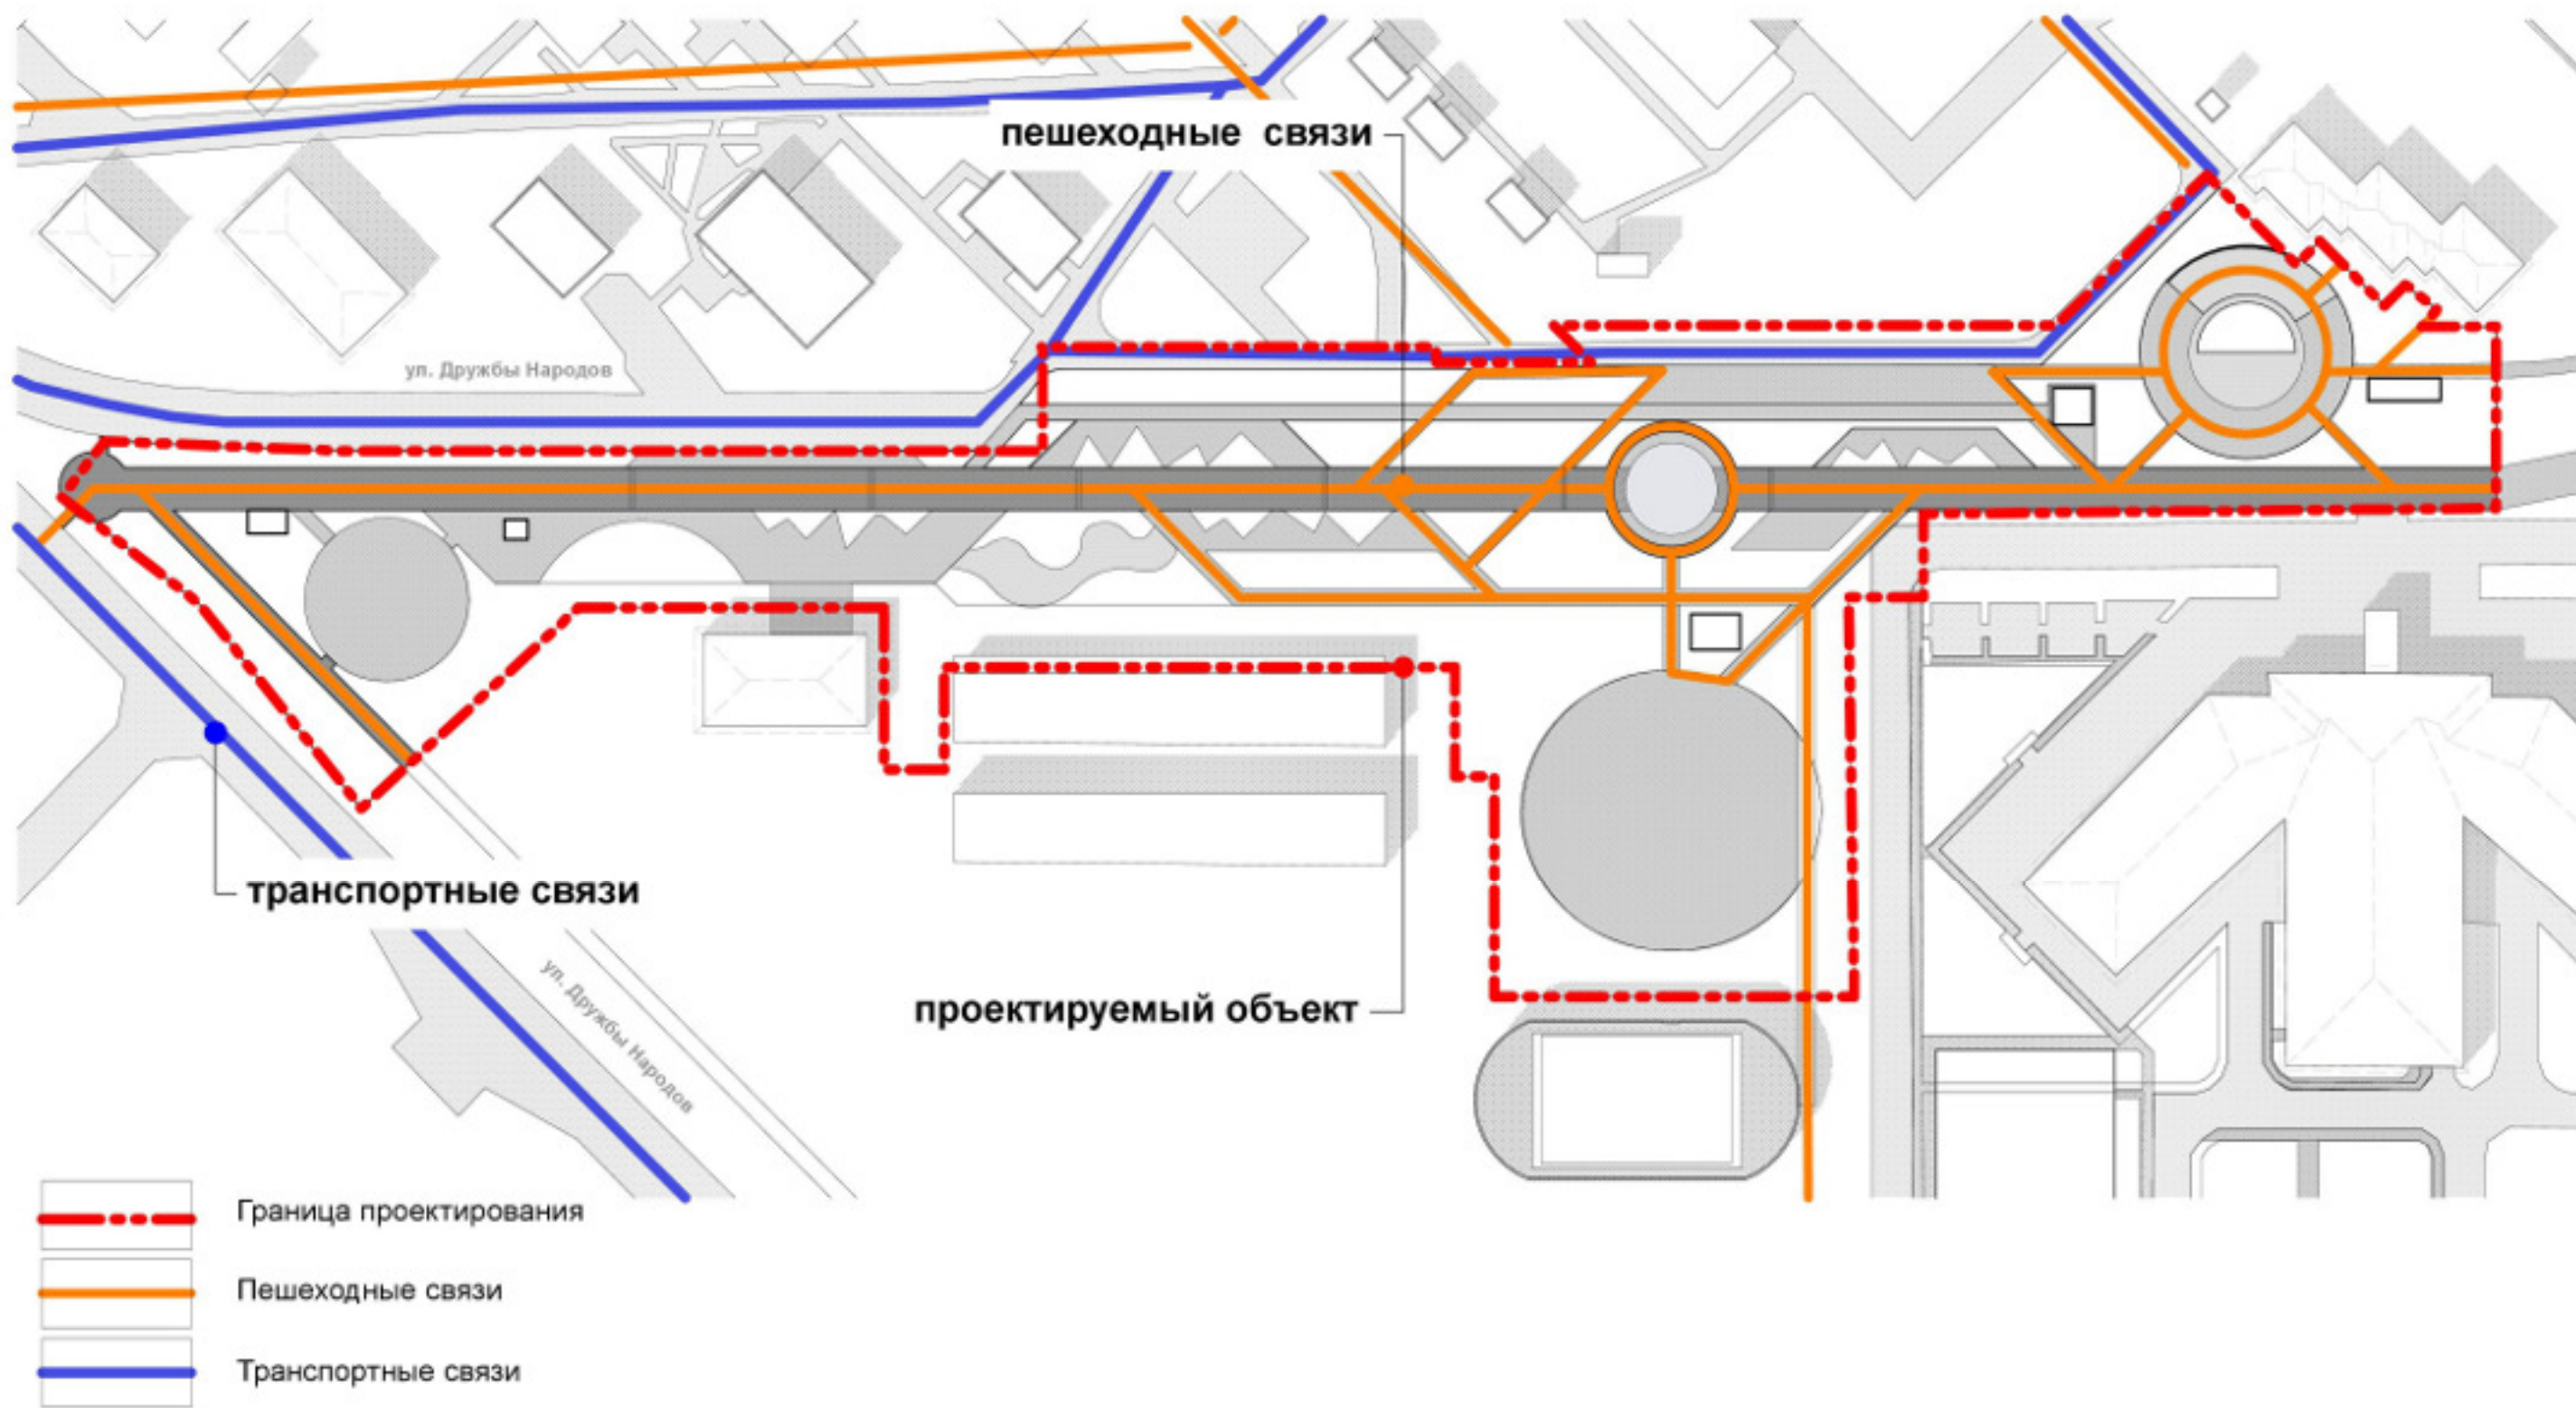 пешеходные связи
ул. Дружбы Народов
транспортные связи
ул. Дружбы Народов
проектируемый объект
Граница проектирования
Пешеходные связи
Транспортные связи